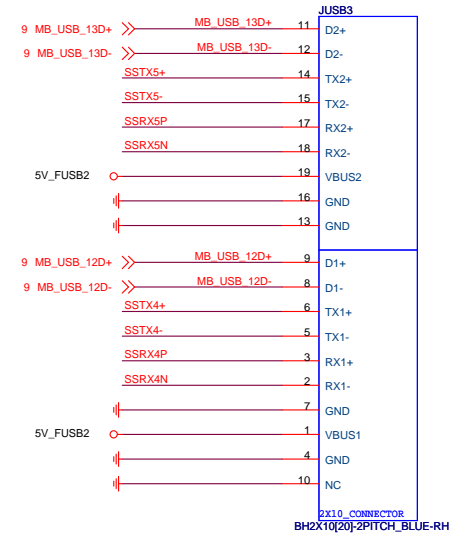 JUSB3
9 MB_USB_13D+ MB_USB_13D+ 11 D2+
9 MB_USB_13D- MB_USB_13D- 12 D2-
SSTX5+ 14 TX2+
SSTX5- 15 TX2-
SSRX5P 17 RX2+
SSRX5N 18 RX2-
5V_FUSB2 19 VBUS2
16 GND
13 GND
9 MB_USB_12D+ MB_USB_12D+ 9 D1+
9 MB_USB_12D- MB_USB_12D- 8 D1-
SSTX4+ 6 TX1+
SSTX4- 5 TX1-
SSRX4P 3 RX1+
SSRX4N 2 RX1-
7 GND
5V_FUSB2 1 VBUS1
4 GND
10 NC
2X10_CONNECTOR
BH2X10[20]-2PITCH_BLUE-RH